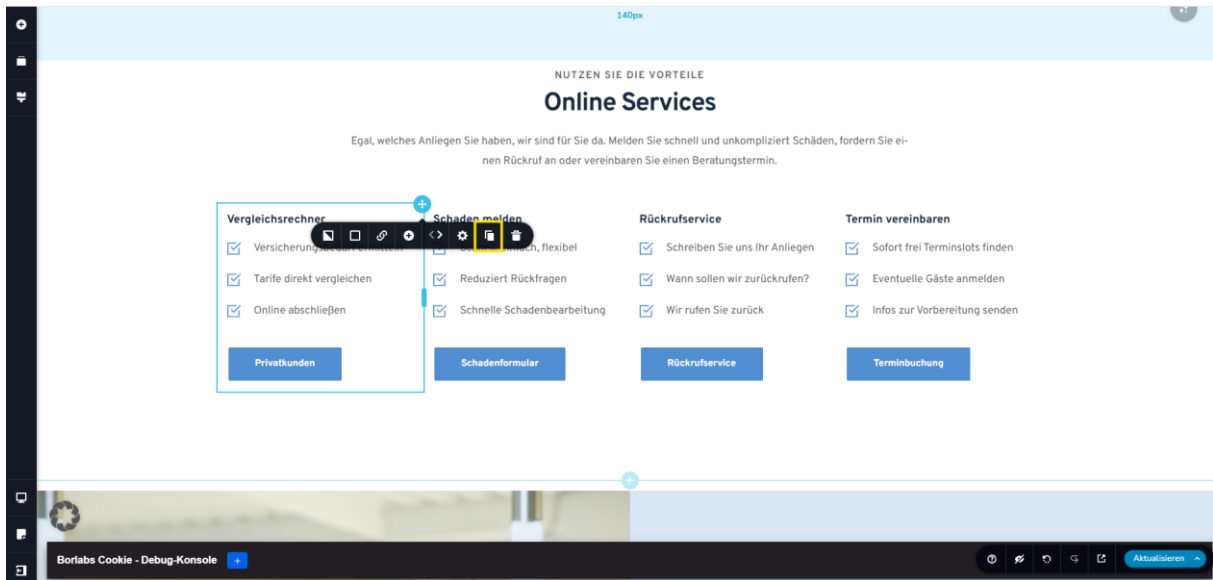 140px
NUTZEN SIE DIE VORTEILE
Online Services
Egal, welches Anliegen Sie haben, wir sind für Sie da. Melden Sie schnell und unkompliziert Schäden, fordern Sie ei-
nen Rückruf an oder vereinbaren Sie einen Beratungstermin.
Vergleichsrechner
Tarife direkt vergleichen
Online abschließen
Privatkunden
Schaden melden
flexibel
Reduziert Rückfragen
Schnelle Schadenbearbeitung
Schadenformular
Rückrufservice
Schreiben Sie uns Ihr Anliegen
Wann sollen wir zurückrufen?
Wir rufen Sie zurück
Rückrufservice
Termin vereinbaren
Sofort frei Terminslots finden
Eventuelle Gäste anmelden
Infos zur Vorbereitung senden
Terminbuchung
Borlabs Cookie - Debug-Konsole
Aktualisieren